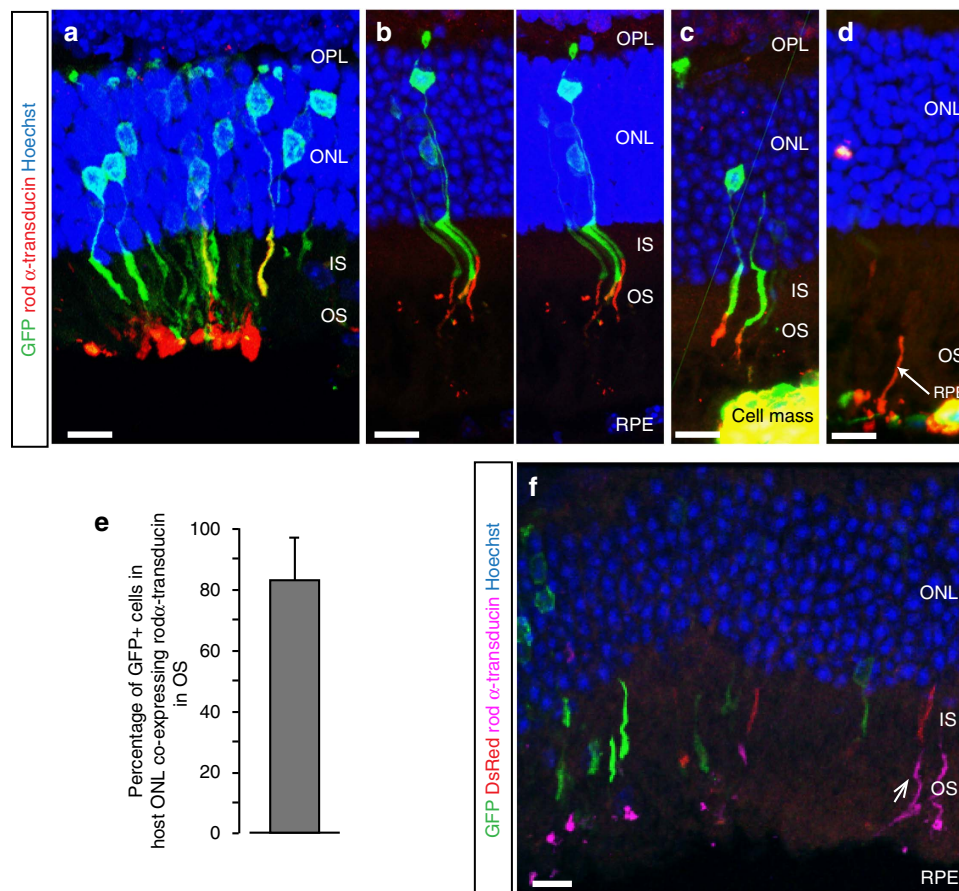 GFP rod α-transducin Hoechst
a
OPL
ONL
IS
OS
b
OPL
ONL
IS
OS
RPE
c
OPL
ONL
IS
OS
Cell mass
d
ONL
OS
RPE
e
Percentage of GFP+ cells in
host ONL co-expressing rodα-transducin
in OS
100
80
60
40
20
0
GFP DsRed rod α-transducin Hoechst
f
ONL
IS
OS
RPE